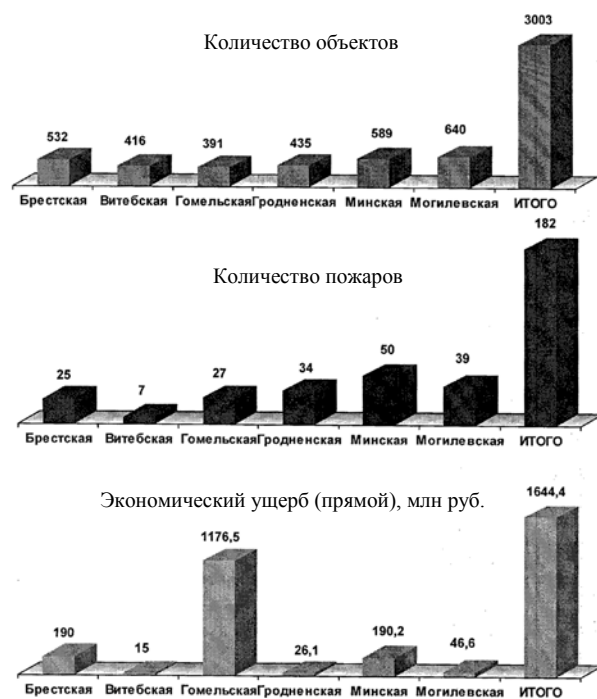 Количество объектов
3003
532 416 391 435 589 640
Брестская Витебская Гомельская Гродненская Минская Могилевская ИТОГО
182
Количество пожаров
25 7 27 34 50 39
Брестская Витебская Гомельская Гродненская Минская Могилевская ИТОГО
Экономический ущерб (прямой), млн руб.
1644,4
1176,5
190 15 26,1 190,2 46,6
Брестская Витебская Гомельская Гродненская Минская Могилевская ИТОГО